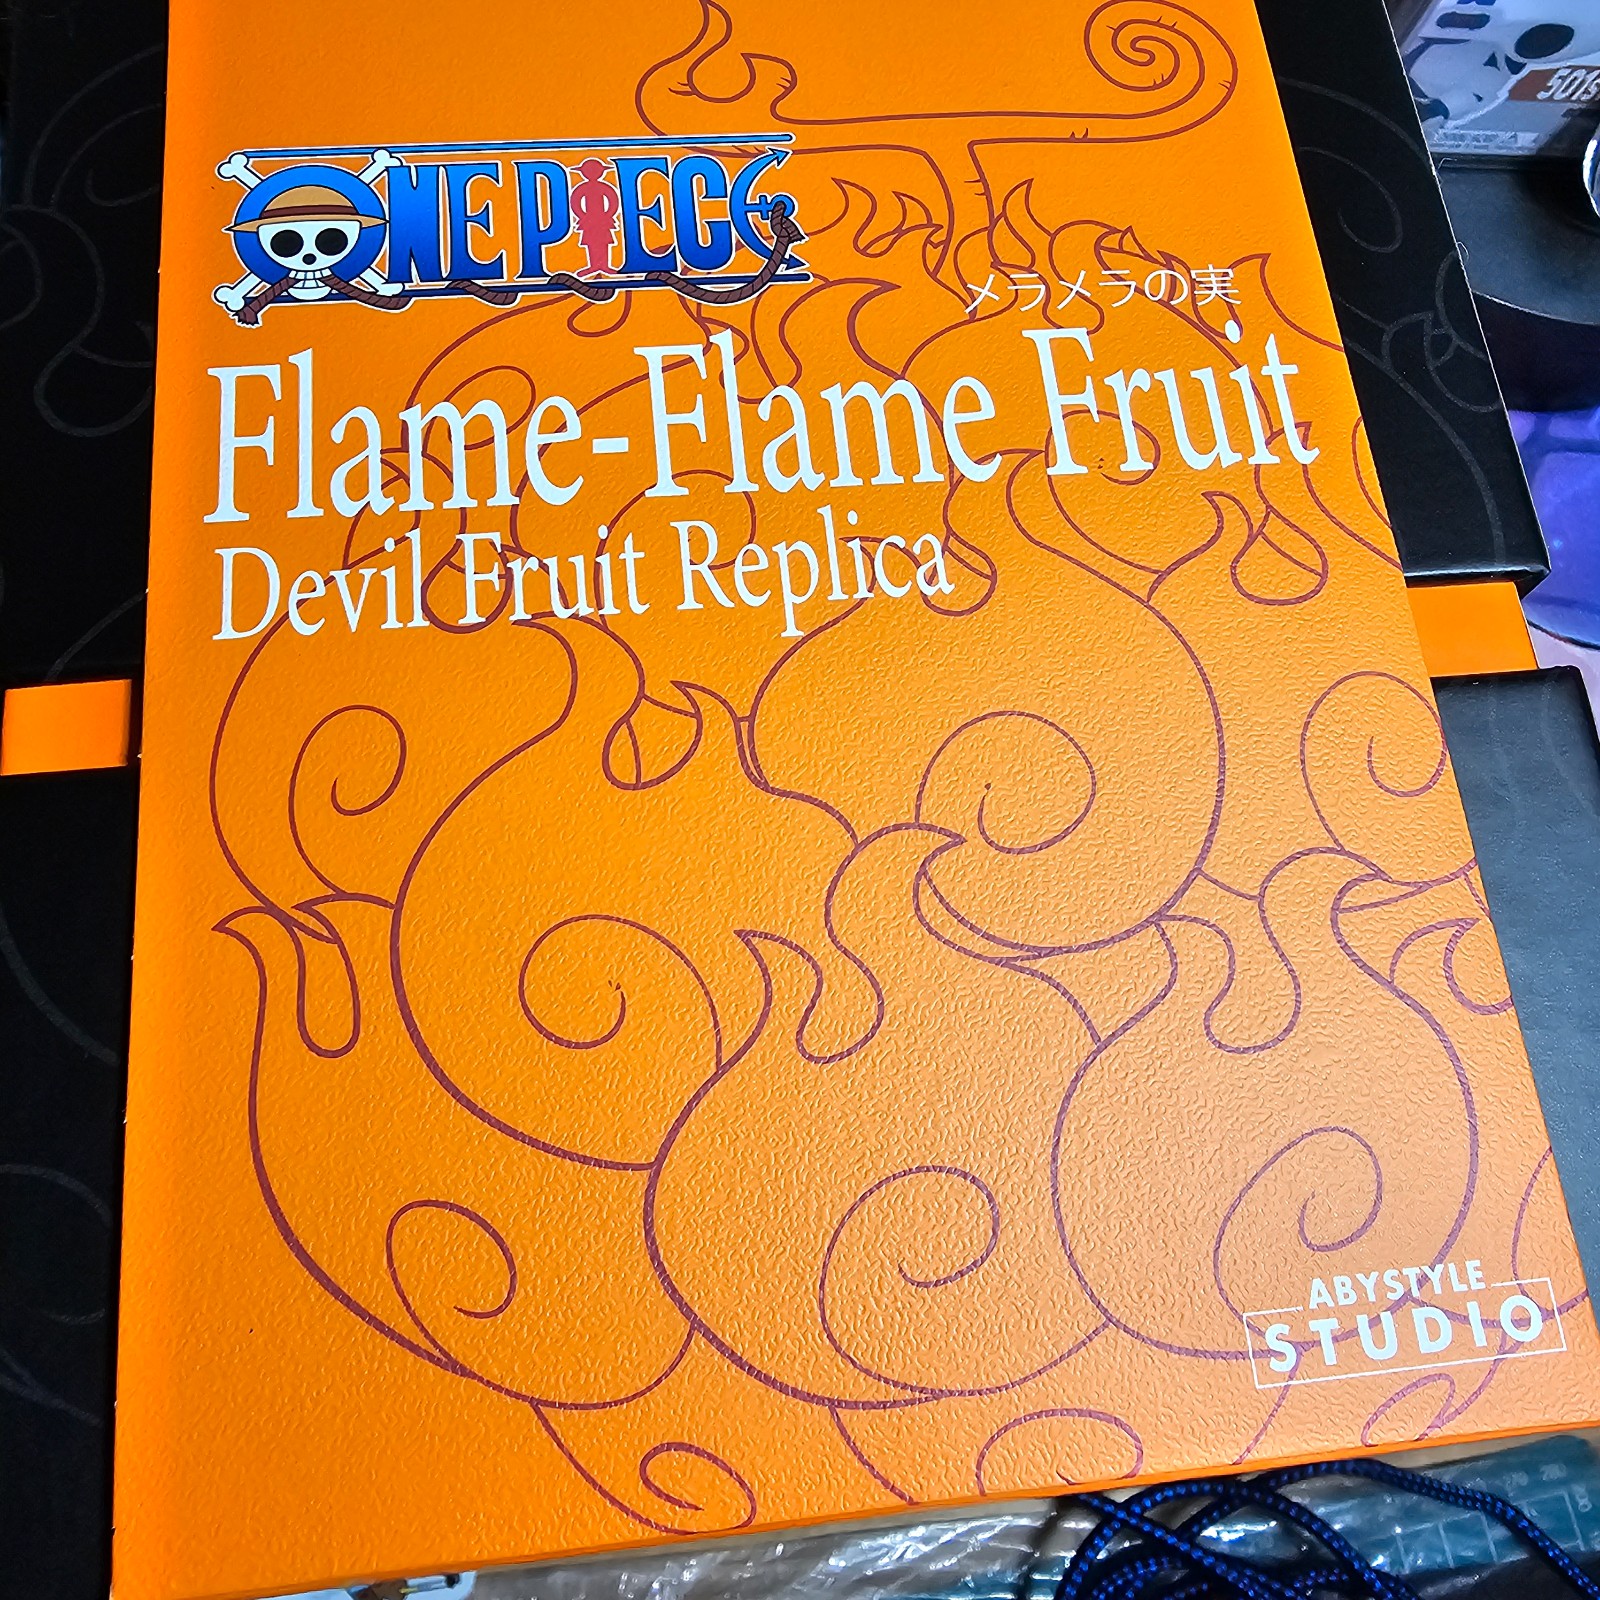 ONE PIECE
メラメラの実
Flame-Flame Fruit
Devil Fruit Replica
ABYSTYLE
STUDIO